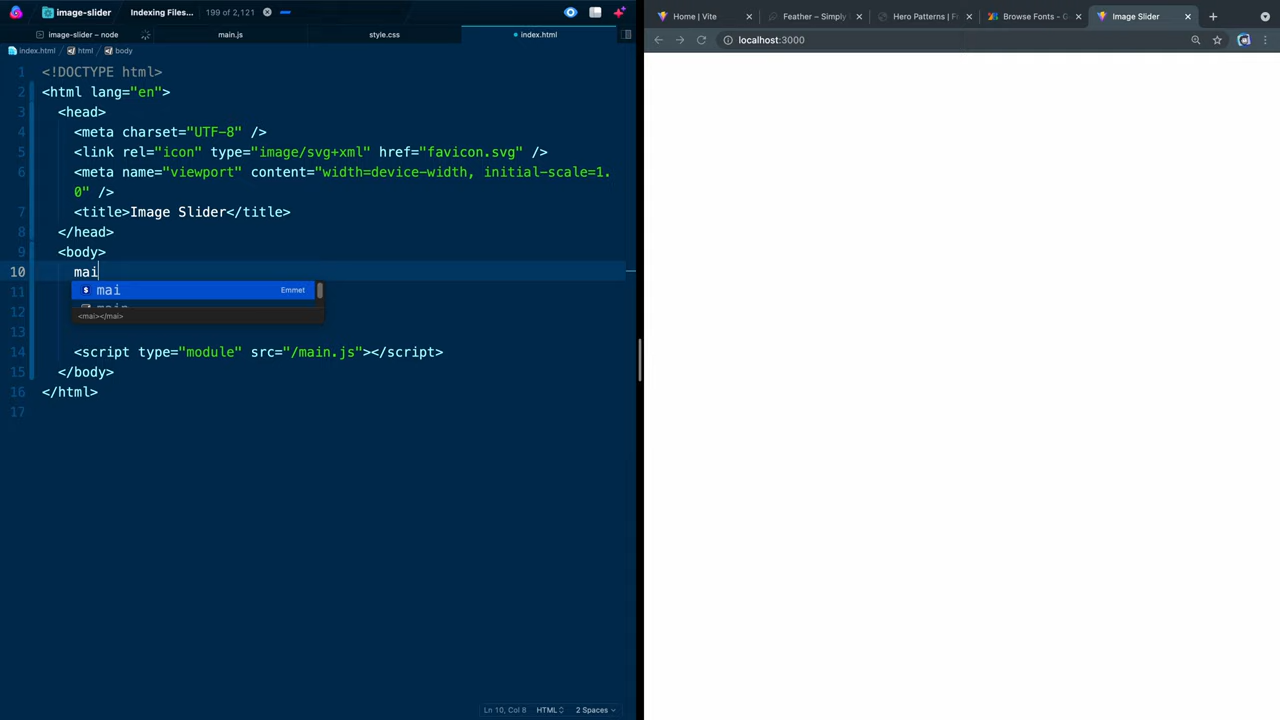 image-slider Indexing Files... 199 of 2,121
image-slider – node main.js style.css index.html
index.html html body
1 <!DOCTYPE html>
2 <html lang="en">
3 <head>
4 <meta charset="UTF-8" />
5 <link rel="icon" type="image/svg+xml" href="favicon.svg" />
6 <meta name="viewport" content="width=device-width, initial-scale=1.
0" />
7 <title>Image Slider</title>
8 </head>
9 <body>
10 mai
11 mai Emmet
12 main
<mai></mai>
13
14 <script type="module" src="/main.js"></script>
15 </body>
16 </html>
17
Ln 10, Col 8 HTML 2 Spaces
Home | Vite Feather – Simply Hero Patterns | F Browse Fonts - G Image Slider
localhost:3000